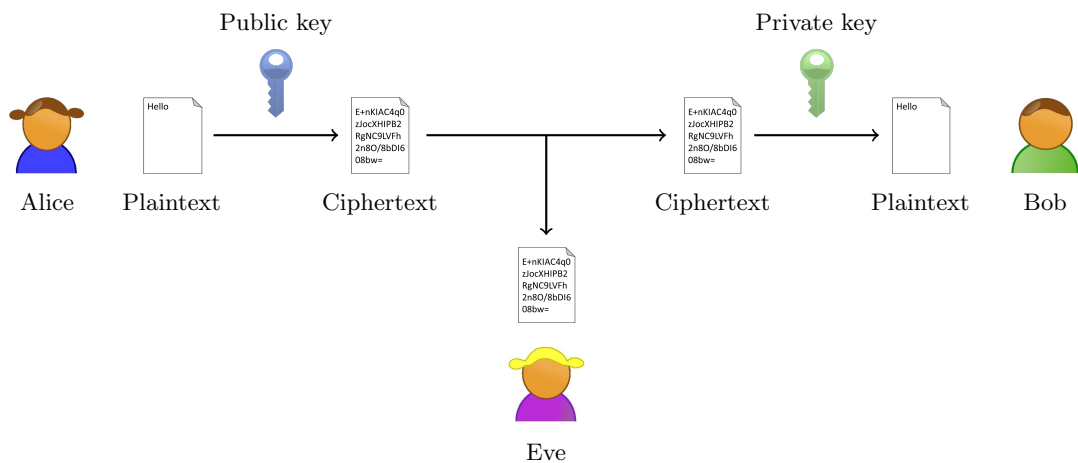 Public key
Private key
Hello
E+nKIAC4q0
zJocXHIPB2
RgNC9LVFh
2n8O/8bDI6
08bw=
E+nKIAC4q0
zJocXHIPB2
RgNC9LVFh
2n8O/8bDI6
08bw=
Hello
Alice
Plaintext
Ciphertext
Ciphertext
Plaintext
Bob
E+nKIAC4q0
zJocXHIPB2
RgNC9LVFh
2n8O/8bDI6
08bw=
Eve